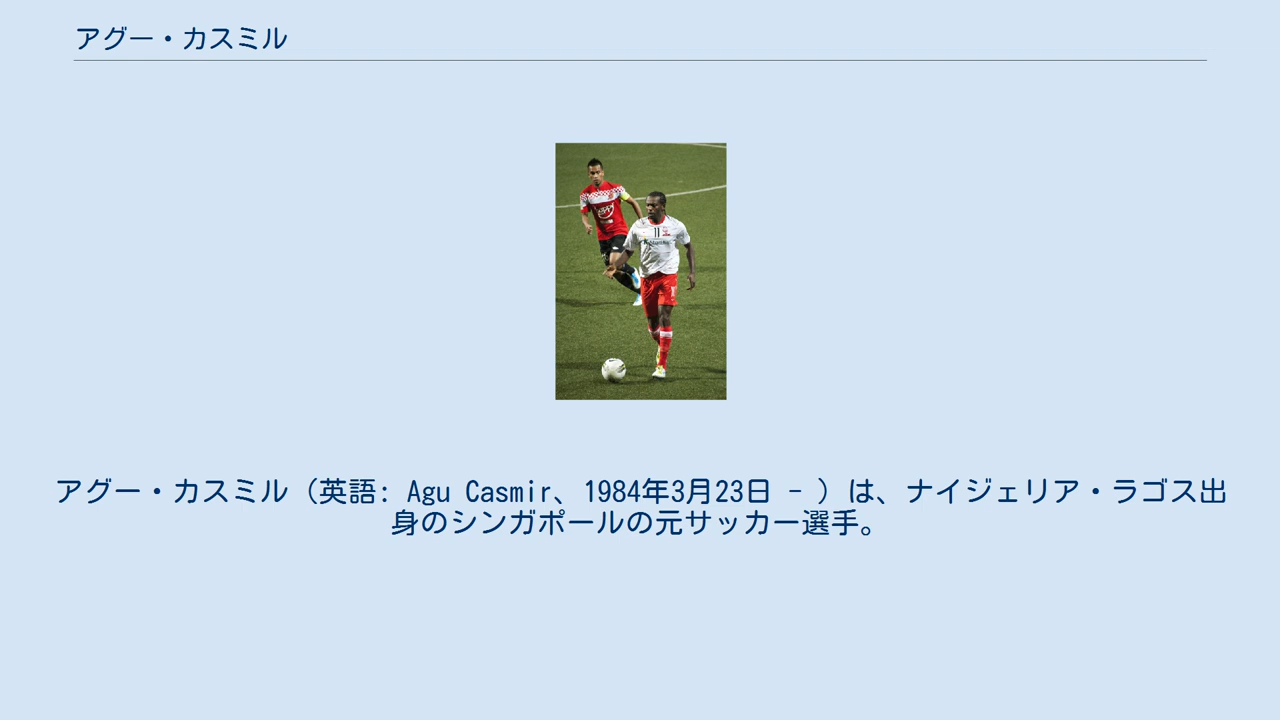 アグー・カスミル
11
アグー・カスミル（英語: Agu Casmir、1984年3月23日 - ）は、ナイジェリア・ラゴス出
身のシンガポールの元サッカー選手。